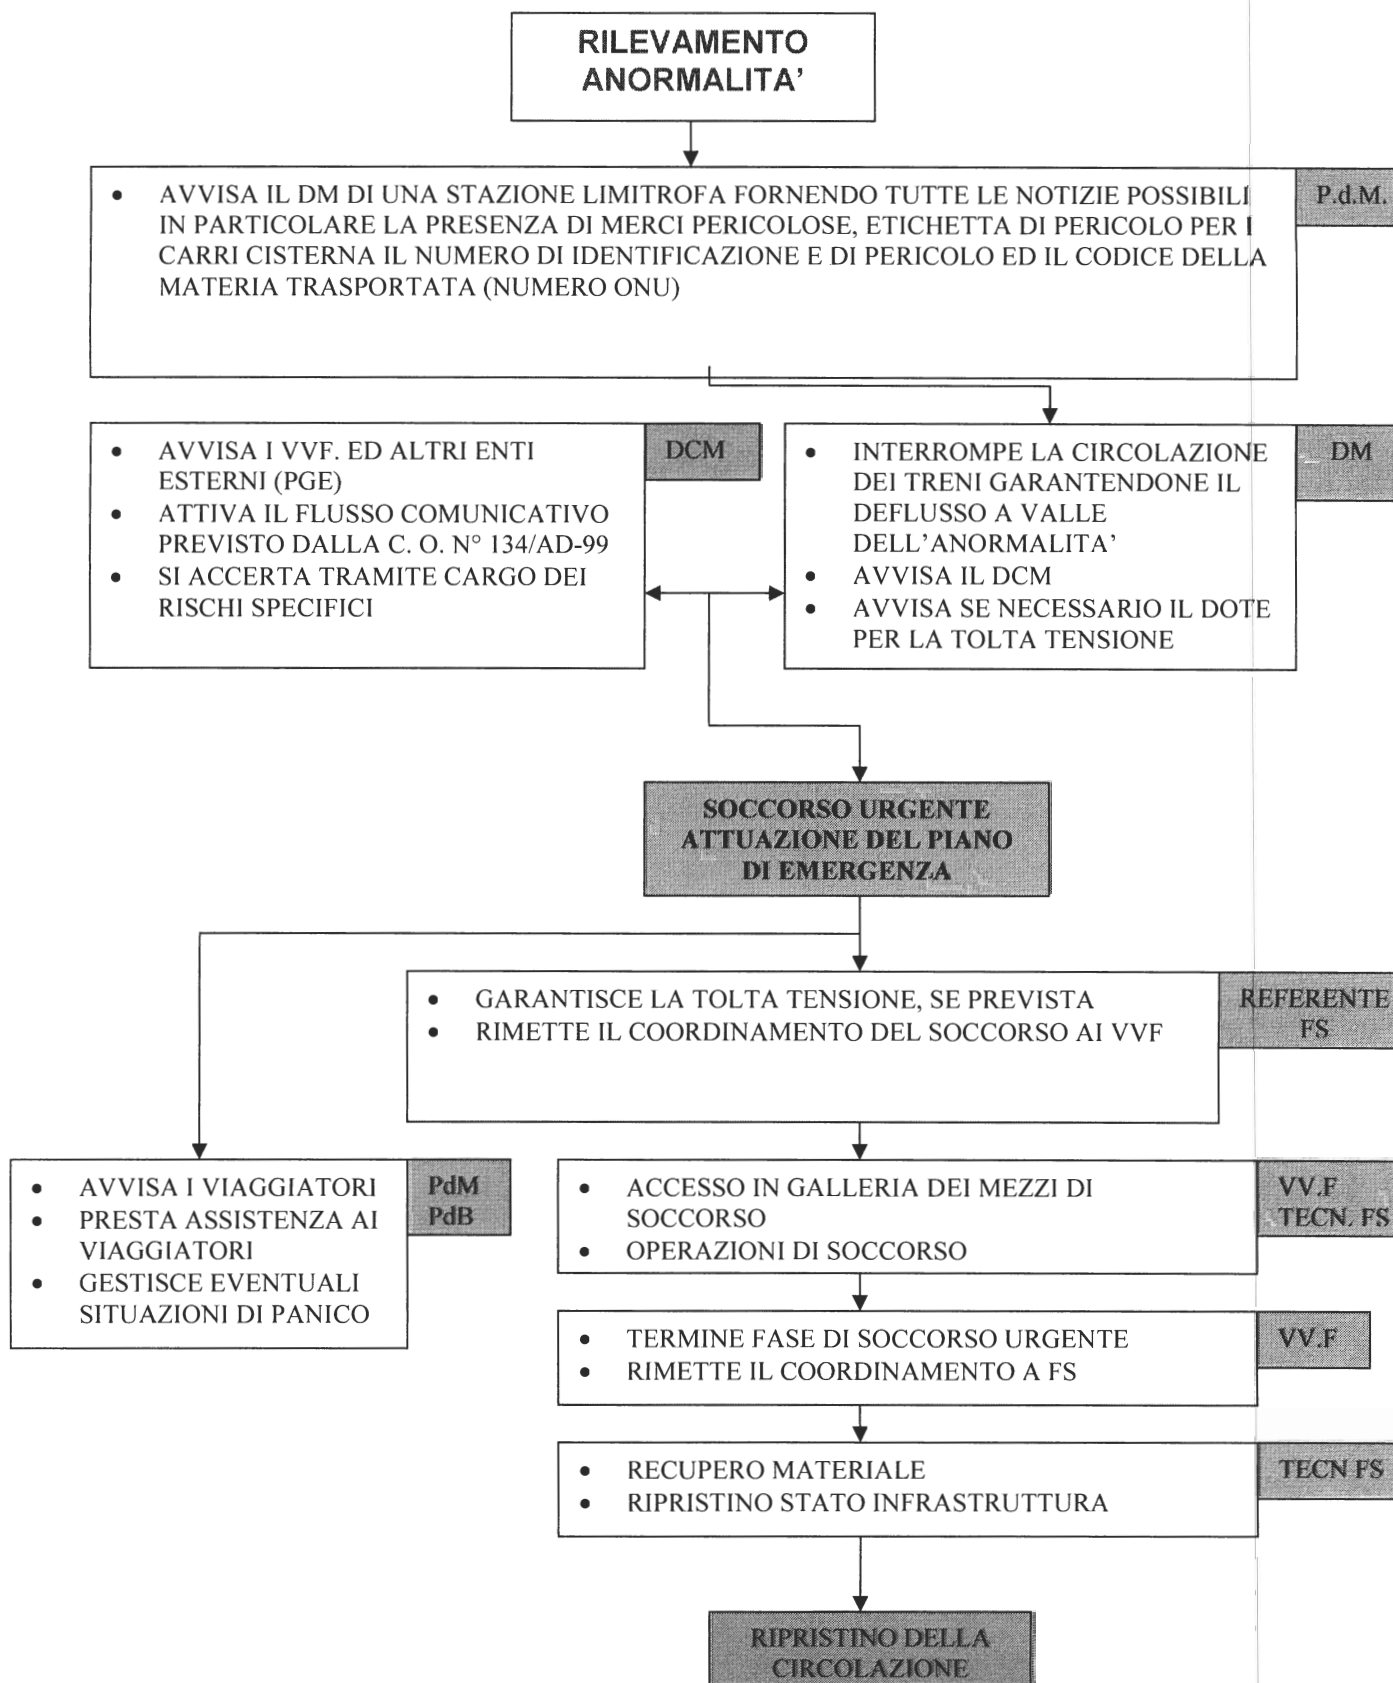 RILEVAMENTO
ANORMALITA’
• AVVISA IL DM DI UNA STAZIONE LIMITROFA FORNENDO TUTTE LE NOTIZIE POSSIBILI
IN PARTICOLARE LA PRESENZA DI MERCI PERICOLOSE, ETICHETTA DI PERICOLO PER I
CARRI CISTERNA IL NUMERO DI IDENTIFICAZIONE E DI PERICOLO ED IL CODICE DELLA
MATERIA TRASPORTATA (NUMERO ONU)
P.d.M.
• AVVISA I VVF. ED ALTRI ENTI
ESTERNI (PGE)
• ATTIVA IL FLUSSO COMUNICATIVO
PREVISTO DALLA C. O. N° 134/AD-99
• SI ACCERTA TRAMITE CARGO DEI
RISCHI SPECIFICI
DCM
• INTERROMPE LA CIRCOLAZIONE
DEI TRENI GARANTENDONE IL
DEFLUSSO A VALLE
DELL’ANORMALITA’
• AVVISA IL DCM
• AVVISA SE NECESSARIO IL DOTE
PER LA TOLTA TENSIONE
DM
SOCCORSO URGENTE
ATTUAZIONE DEL PIANO
DI EMERGENZA
• GARANTISCE LA TOLTA TENSIONE, SE PREVISTA
• RIMETTE IL COORDINAMENTO DEL SOCCORSO AI VVF
REFERENTE
FS
• AVVISA I VIAGGIATORI
• PRESTA ASSISTENZA AI
VIAGGIATORI
• GESTISCE EVENTUALI
SITUAZIONI DI PANICO
PdM
PdB
• ACCESSO IN GALLERIA DEI MEZZI DI
SOCCORSO
• OPERAZIONI DI SOCCORSO
VV.F
TECN. FS
• TERMINE FASE DI SOCCORSO URGENTE
• RIMETTE IL COORDINAMENTO A FS
VV.F
• RECUPERO MATERIALE
• RIPRISTINO STATO INFRASTRUTTURA
TECN FS
RIPRISTINO DELLA
CIRCOLAZIONE